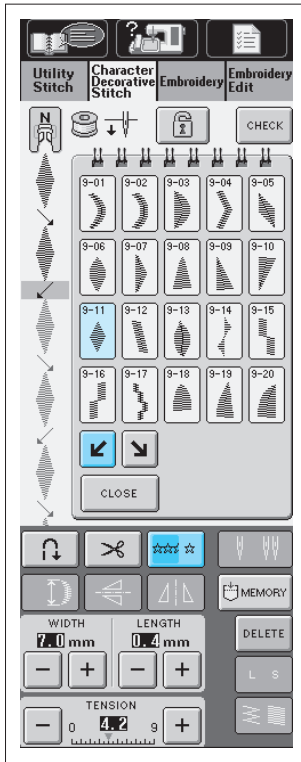 Utility
Stitch
Character
Decorative
Stitch
Embroidery
Embroidery
Edit
N
CHECK
9-01 9-02 9-03 9-04 9-05
9-06 9-07 9-08 9-09 9-10
9-11 9-12 9-13 9-14 9-15
9-16 9-17 9-18 9-19 9-20
CLOSE
MEMORY
WIDTH LENGTH
7.0 mm 0.4 mm
DELETE
− + − +
L S
TENSION
− 0 4.2 9 +